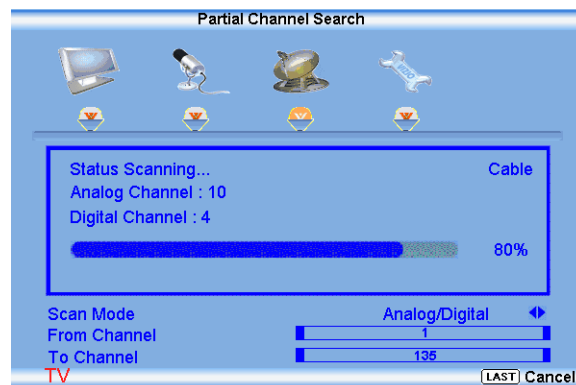 Partial Channel Search
Status Scanning... Cable
Analog Channel : 10
Digital Channel : 4
80%
Scan Mode Analog/Digital
From Channel 1
To Channel 135
TV LAST Cancel